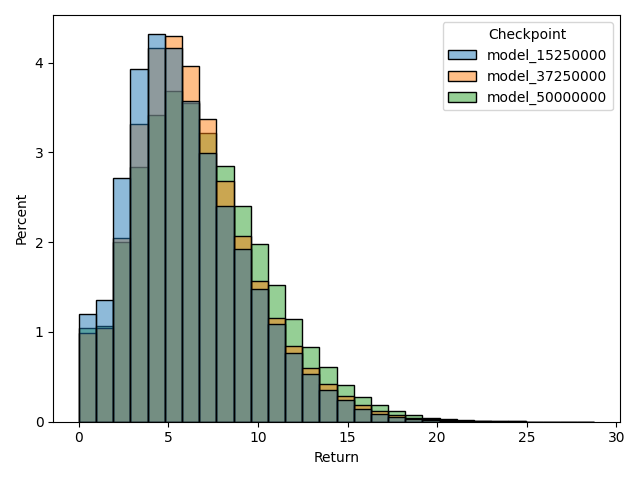 Checkpoint
model_15250000
model_37250000
model_50000000
Percent
4
3
2
1
0
0 5 10 15 20 25 30
Return